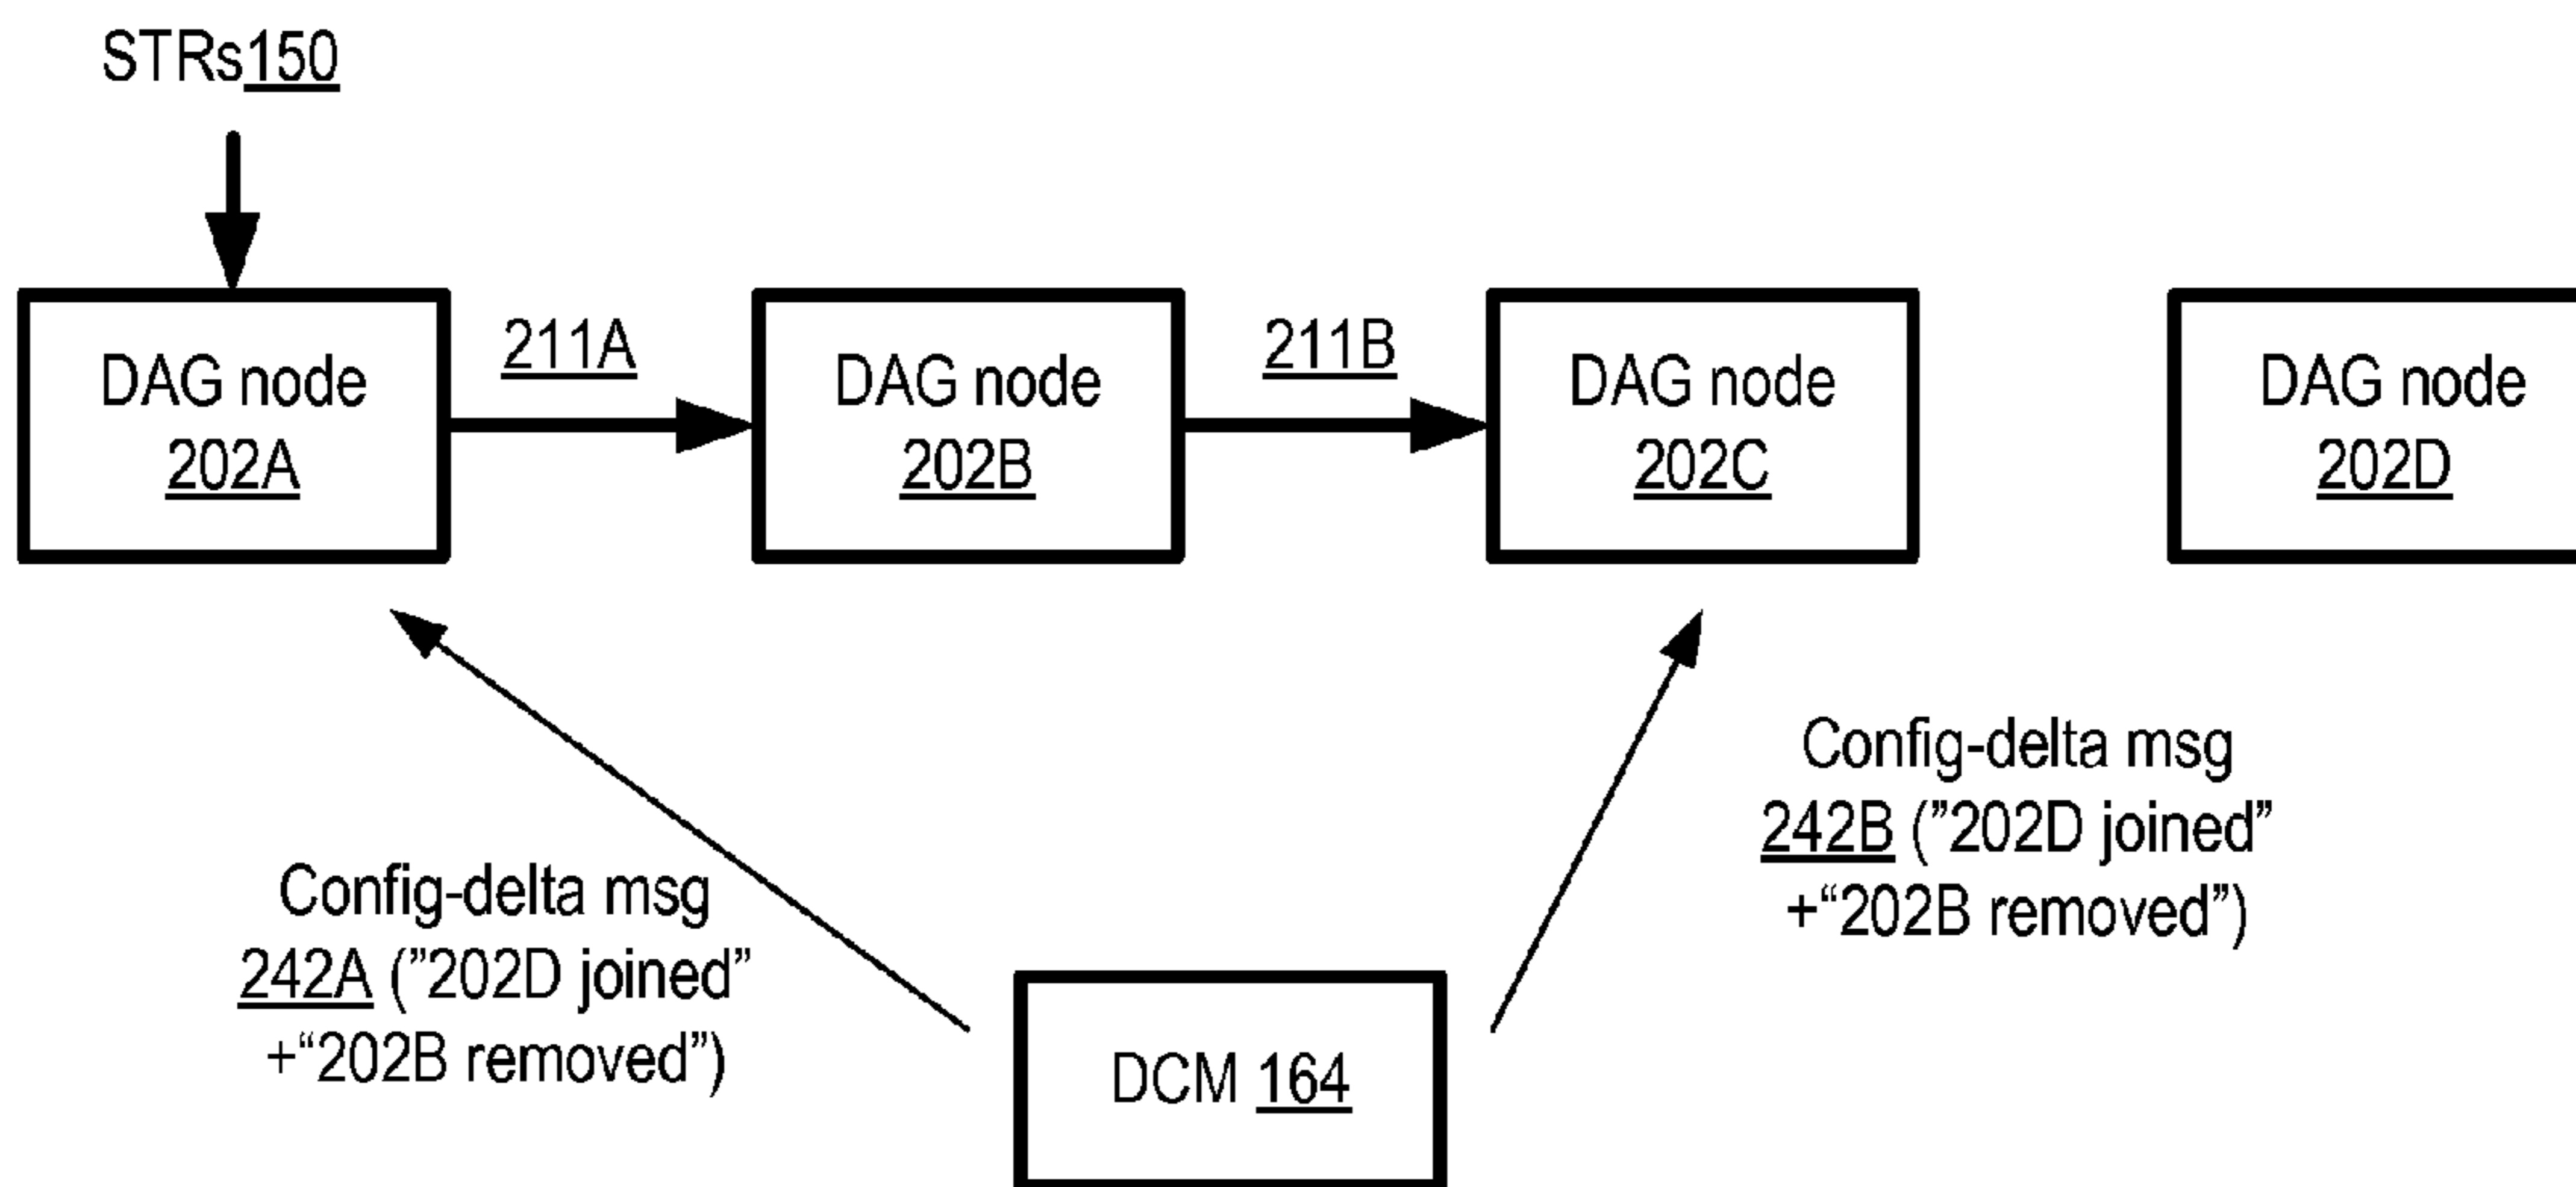 STRs150
211A
211B
DAG node
202A
DAG node
202B
DAG node
202C
DAG node
202D
Config-delta msg
242B (”202D joined”
+“202B removed”)
Config-delta msg
242A (”202D joined”
+“202B removed”)
DCM 164